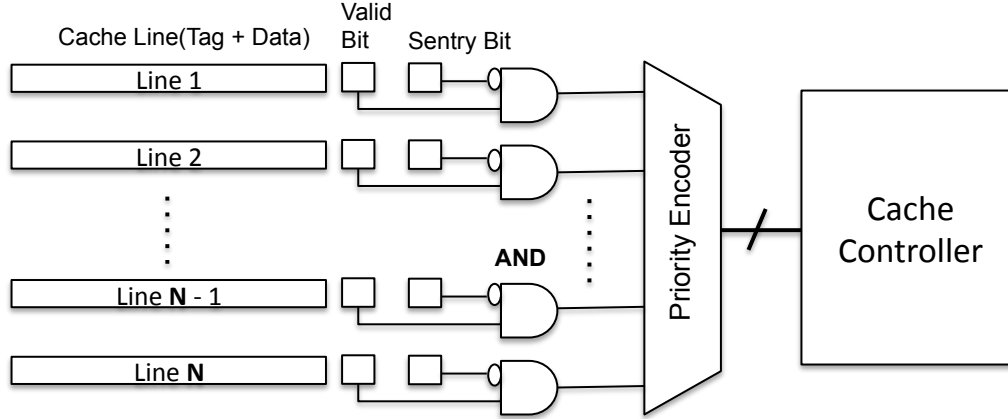 Cache Line(Tag + Data)
Valid
Bit
Sentry Bit
Line 1
Line 2
AND
Line N - 1
Line N
Priority Encoder
Cache
Controller